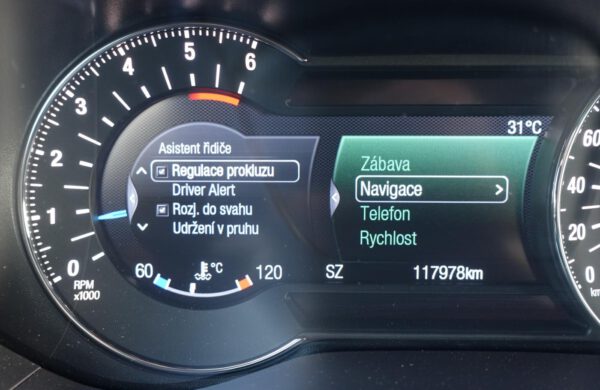 0
1
2
3
4
5
6
RPM
x1000
Asistent řidiče
Regulace prokluzu
Driver Alert
Rozj. do svahu
Udržení v pruhu
60 °C 120
31°C
Zábava
Navigace >
Telefon
Rychlost
SZ 117978km
60
40
20
0